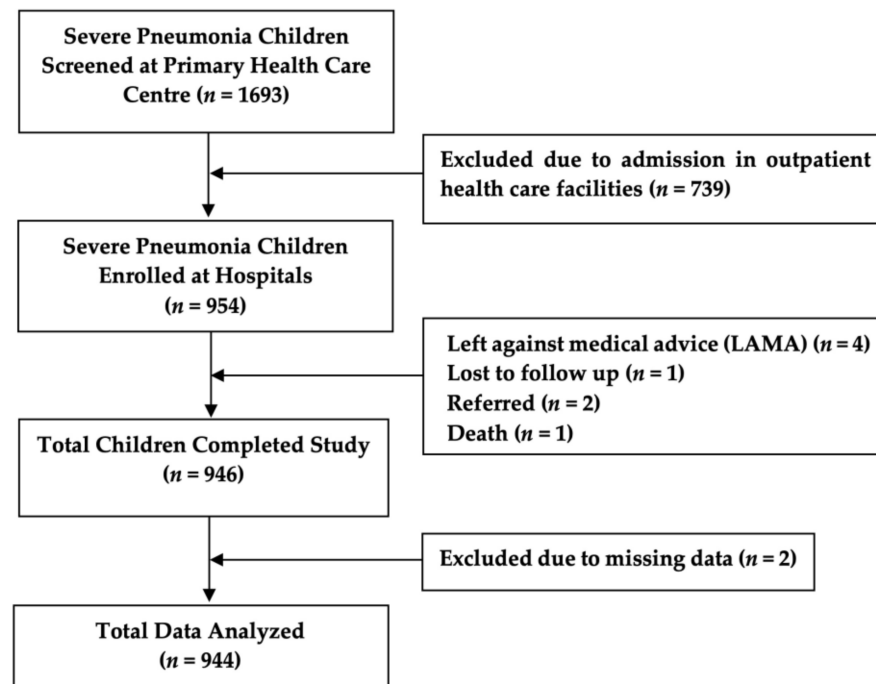 Severe Pneumonia Children
Screened at Primary Health Care
Centre (n = 1693)
Excluded due to admission in outpatient
health care facilities (n = 739)
Severe Pneumonia Children
Enrolled at Hospitals
(n = 954)
Left against medical advice (LAMA) (n = 4)
Lost to follow up (n = 1)
Referred (n = 2)
Death (n = 1)
Total Children Completed Study
(n = 946)
Excluded due to missing data (n = 2)
Total Data Analyzed
(n = 944)